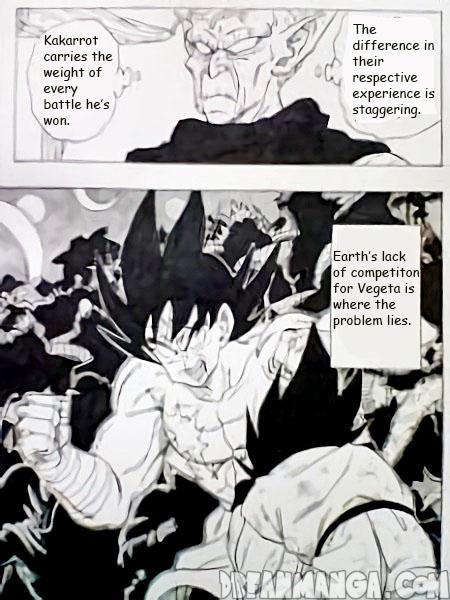 Kakarrot
carries the
weight of
every
battle he's
won.
The
difference in
their
respective
experience is
staggering.
Earth's lack
of competiton
for Vegeta is
where the
problem lies.
DREAMMANGA.COM